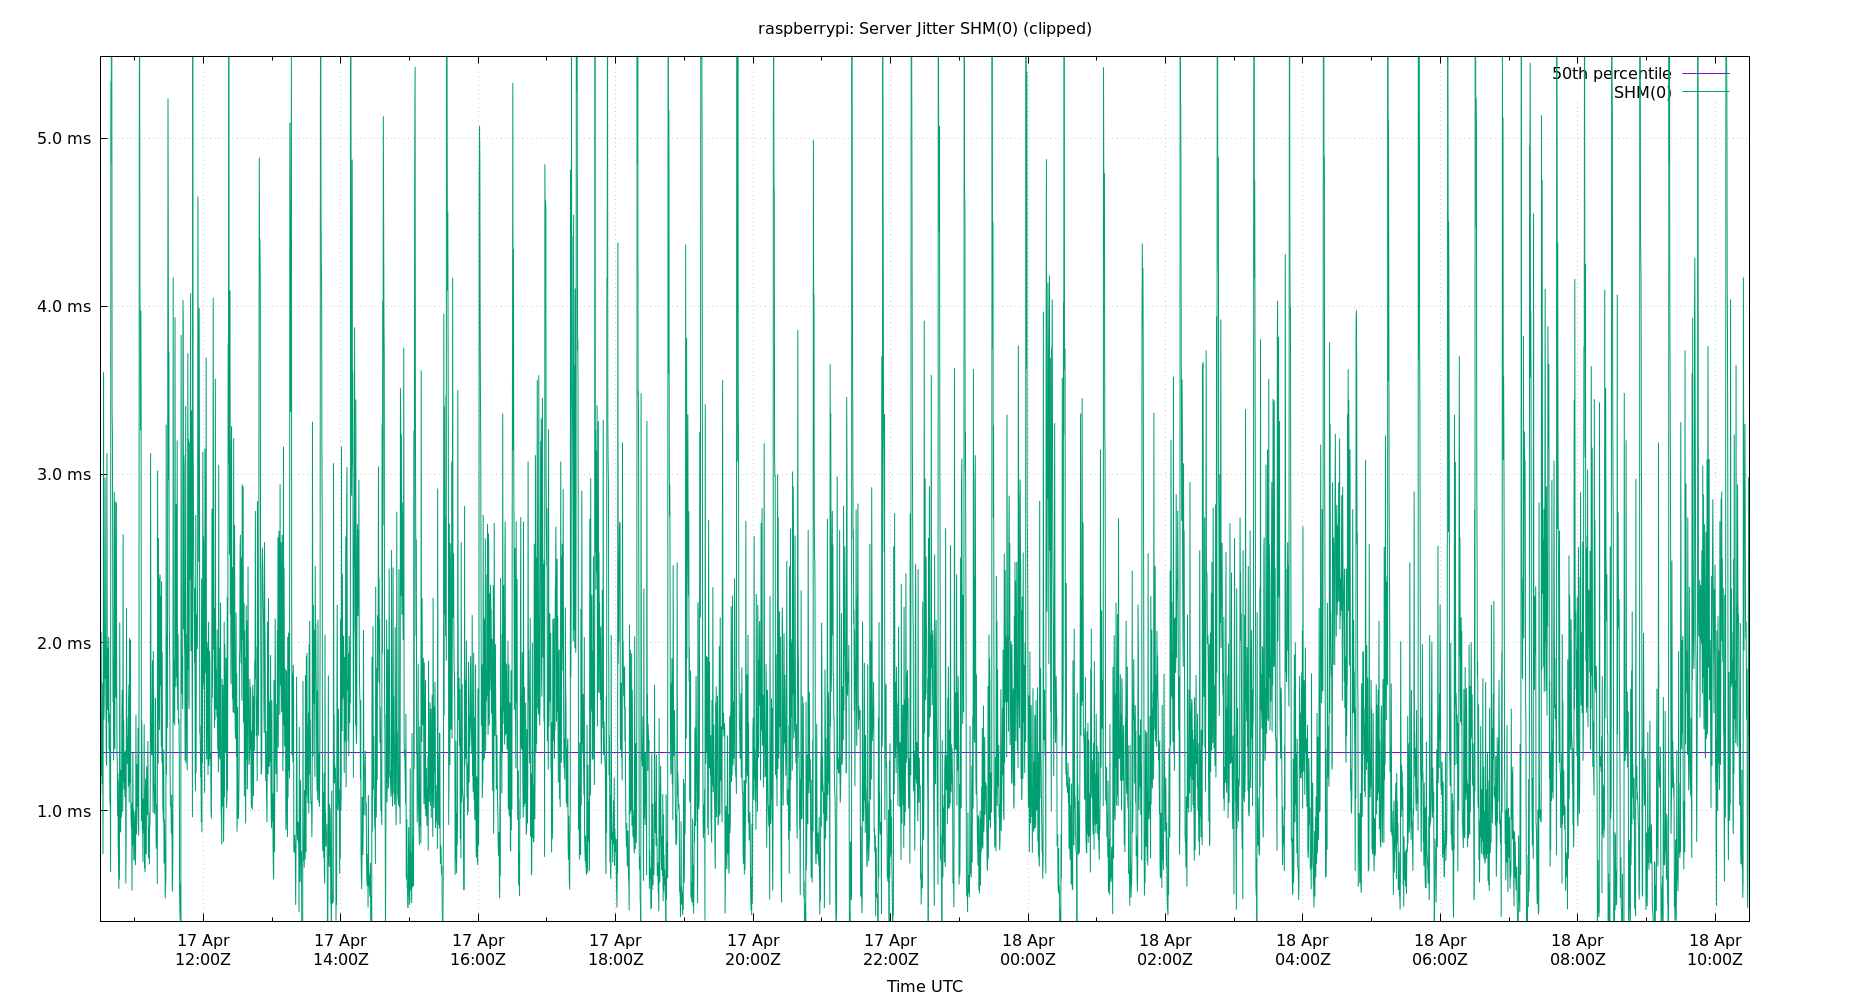 raspberrypi: Server Jitter SHM(0) (clipped)
50th percentile
SHM(0)
5.0 ms
4.0 ms
3.0 ms
2.0 ms
1.0 ms
17 Apr 17 Apr 17 Apr 17 Apr 17 Apr 17 Apr 18 Apr 18 Apr 18 Apr 18 Apr 18 Apr 18 Apr
12:00Z 14:00Z 16:00Z 18:00Z 20:00Z 22:00Z 00:00Z 02:00Z 04:00Z 06:00Z 08:00Z 10:00Z
Time UTC